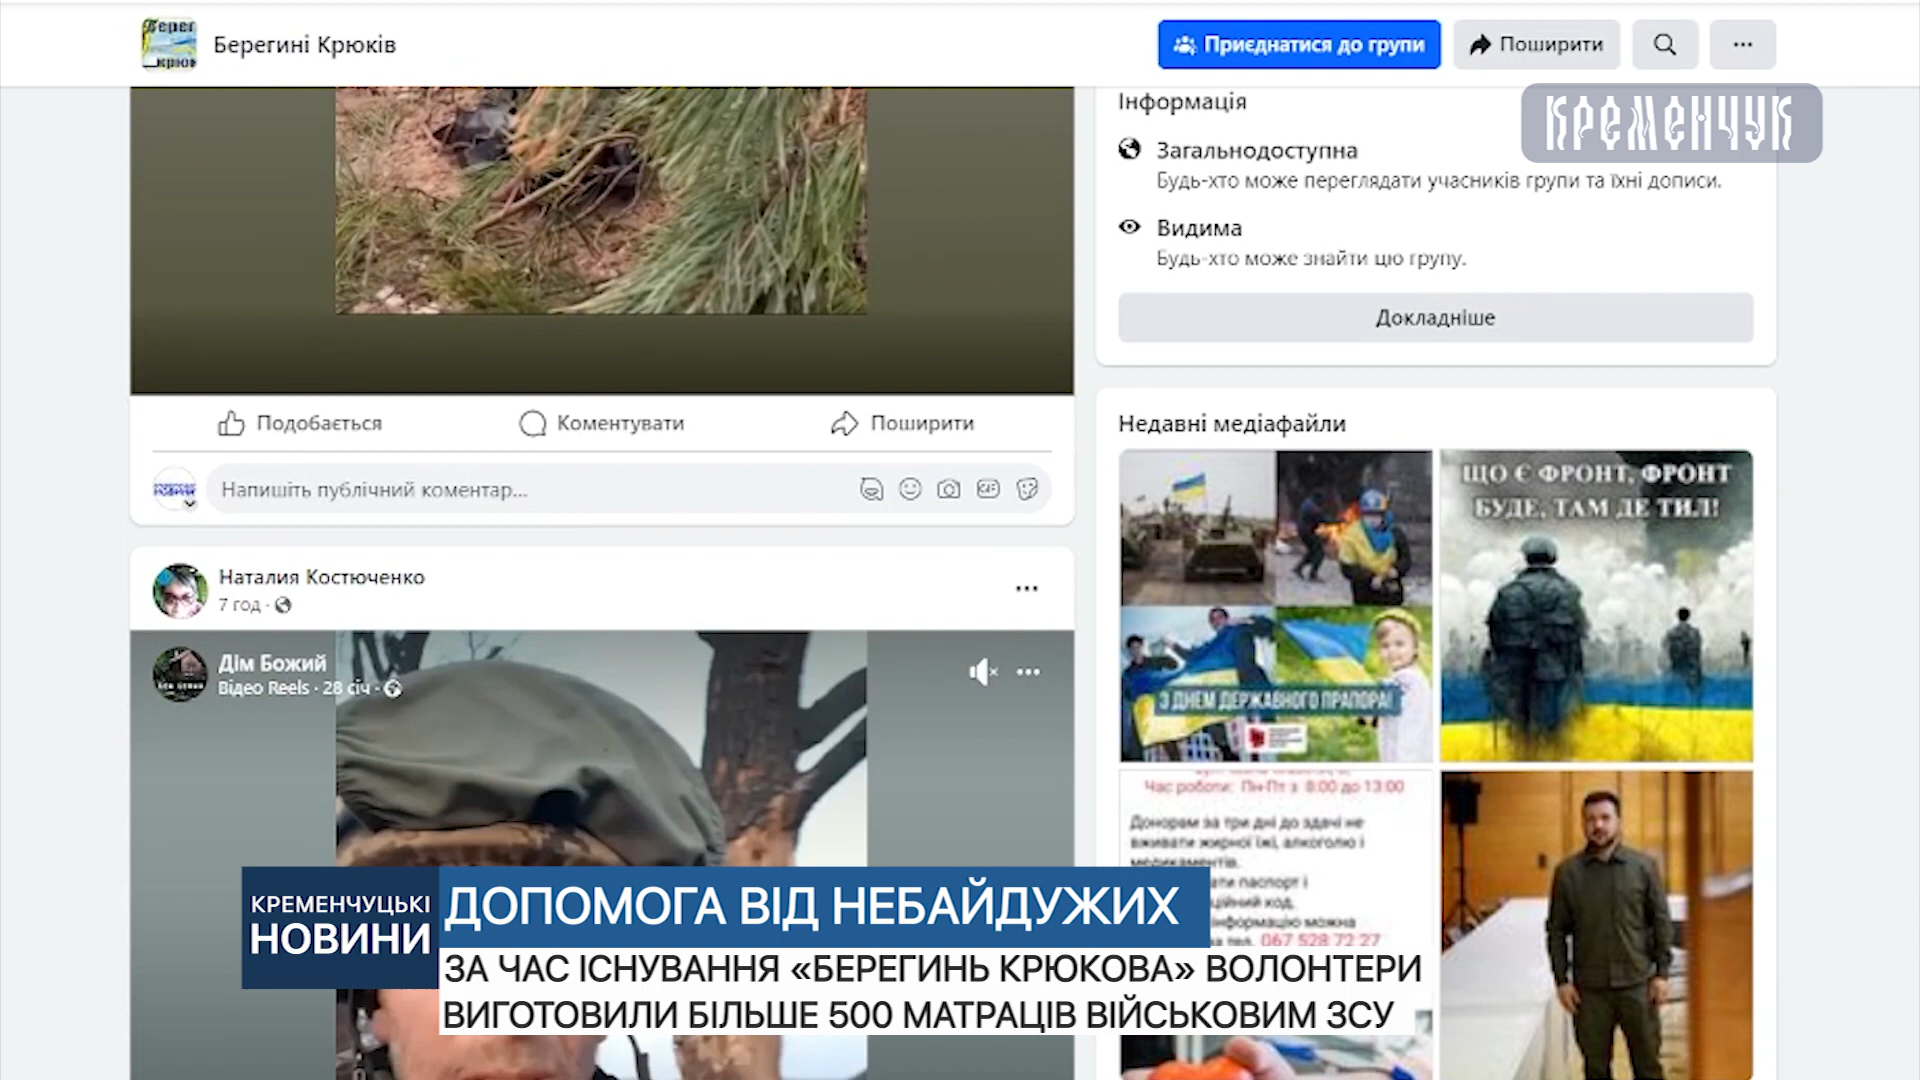 Берегині Крюків
Приєднатися до групи
Поширити
КРЕМЕНЧУК
Інформація
Загальнодоступна
Будь-хто може переглядати учасників групи та їхні дописи.
Видима
Будь-хто може знайти цю групу.
Докладніше
Подобається
Коментувати
Поширити
Напишіть публічний коментар...
GIF
Наталия Костюченко
7 год ·
Дім Божий
Відео Reels · 28 січ ·
Недавні медіафайли
ЩО Є ФРОНТ, ФРОНТ
БУДЕ, ТАМ ДЕ ТИЛ!
З ДНЕМ ДЕРЖАВНОГО ПРАПОРА!
Час роботи: Пн-Пт з 8:00 до 13:00
Донорам за три дні до здачі не
вживати жирної їжі, алкоголю і
медикаментів.
паспорт і
код.
інформацію можна
тел. 067 528 72 27
КРЕМЕНЧУЦЬКІ
НОВИНИ
ДОПОМОГА ВІД НЕБАЙДУЖИХ
ЗА ЧАС ІСНУВАННЯ «БЕРЕГИНЬ КРЮКОВА» ВОЛОНТЕРИ
ВИГОТОВИЛИ БІЛЬШЕ 500 МАТРАЦІВ ВІЙСЬКОВИМ ЗСУ